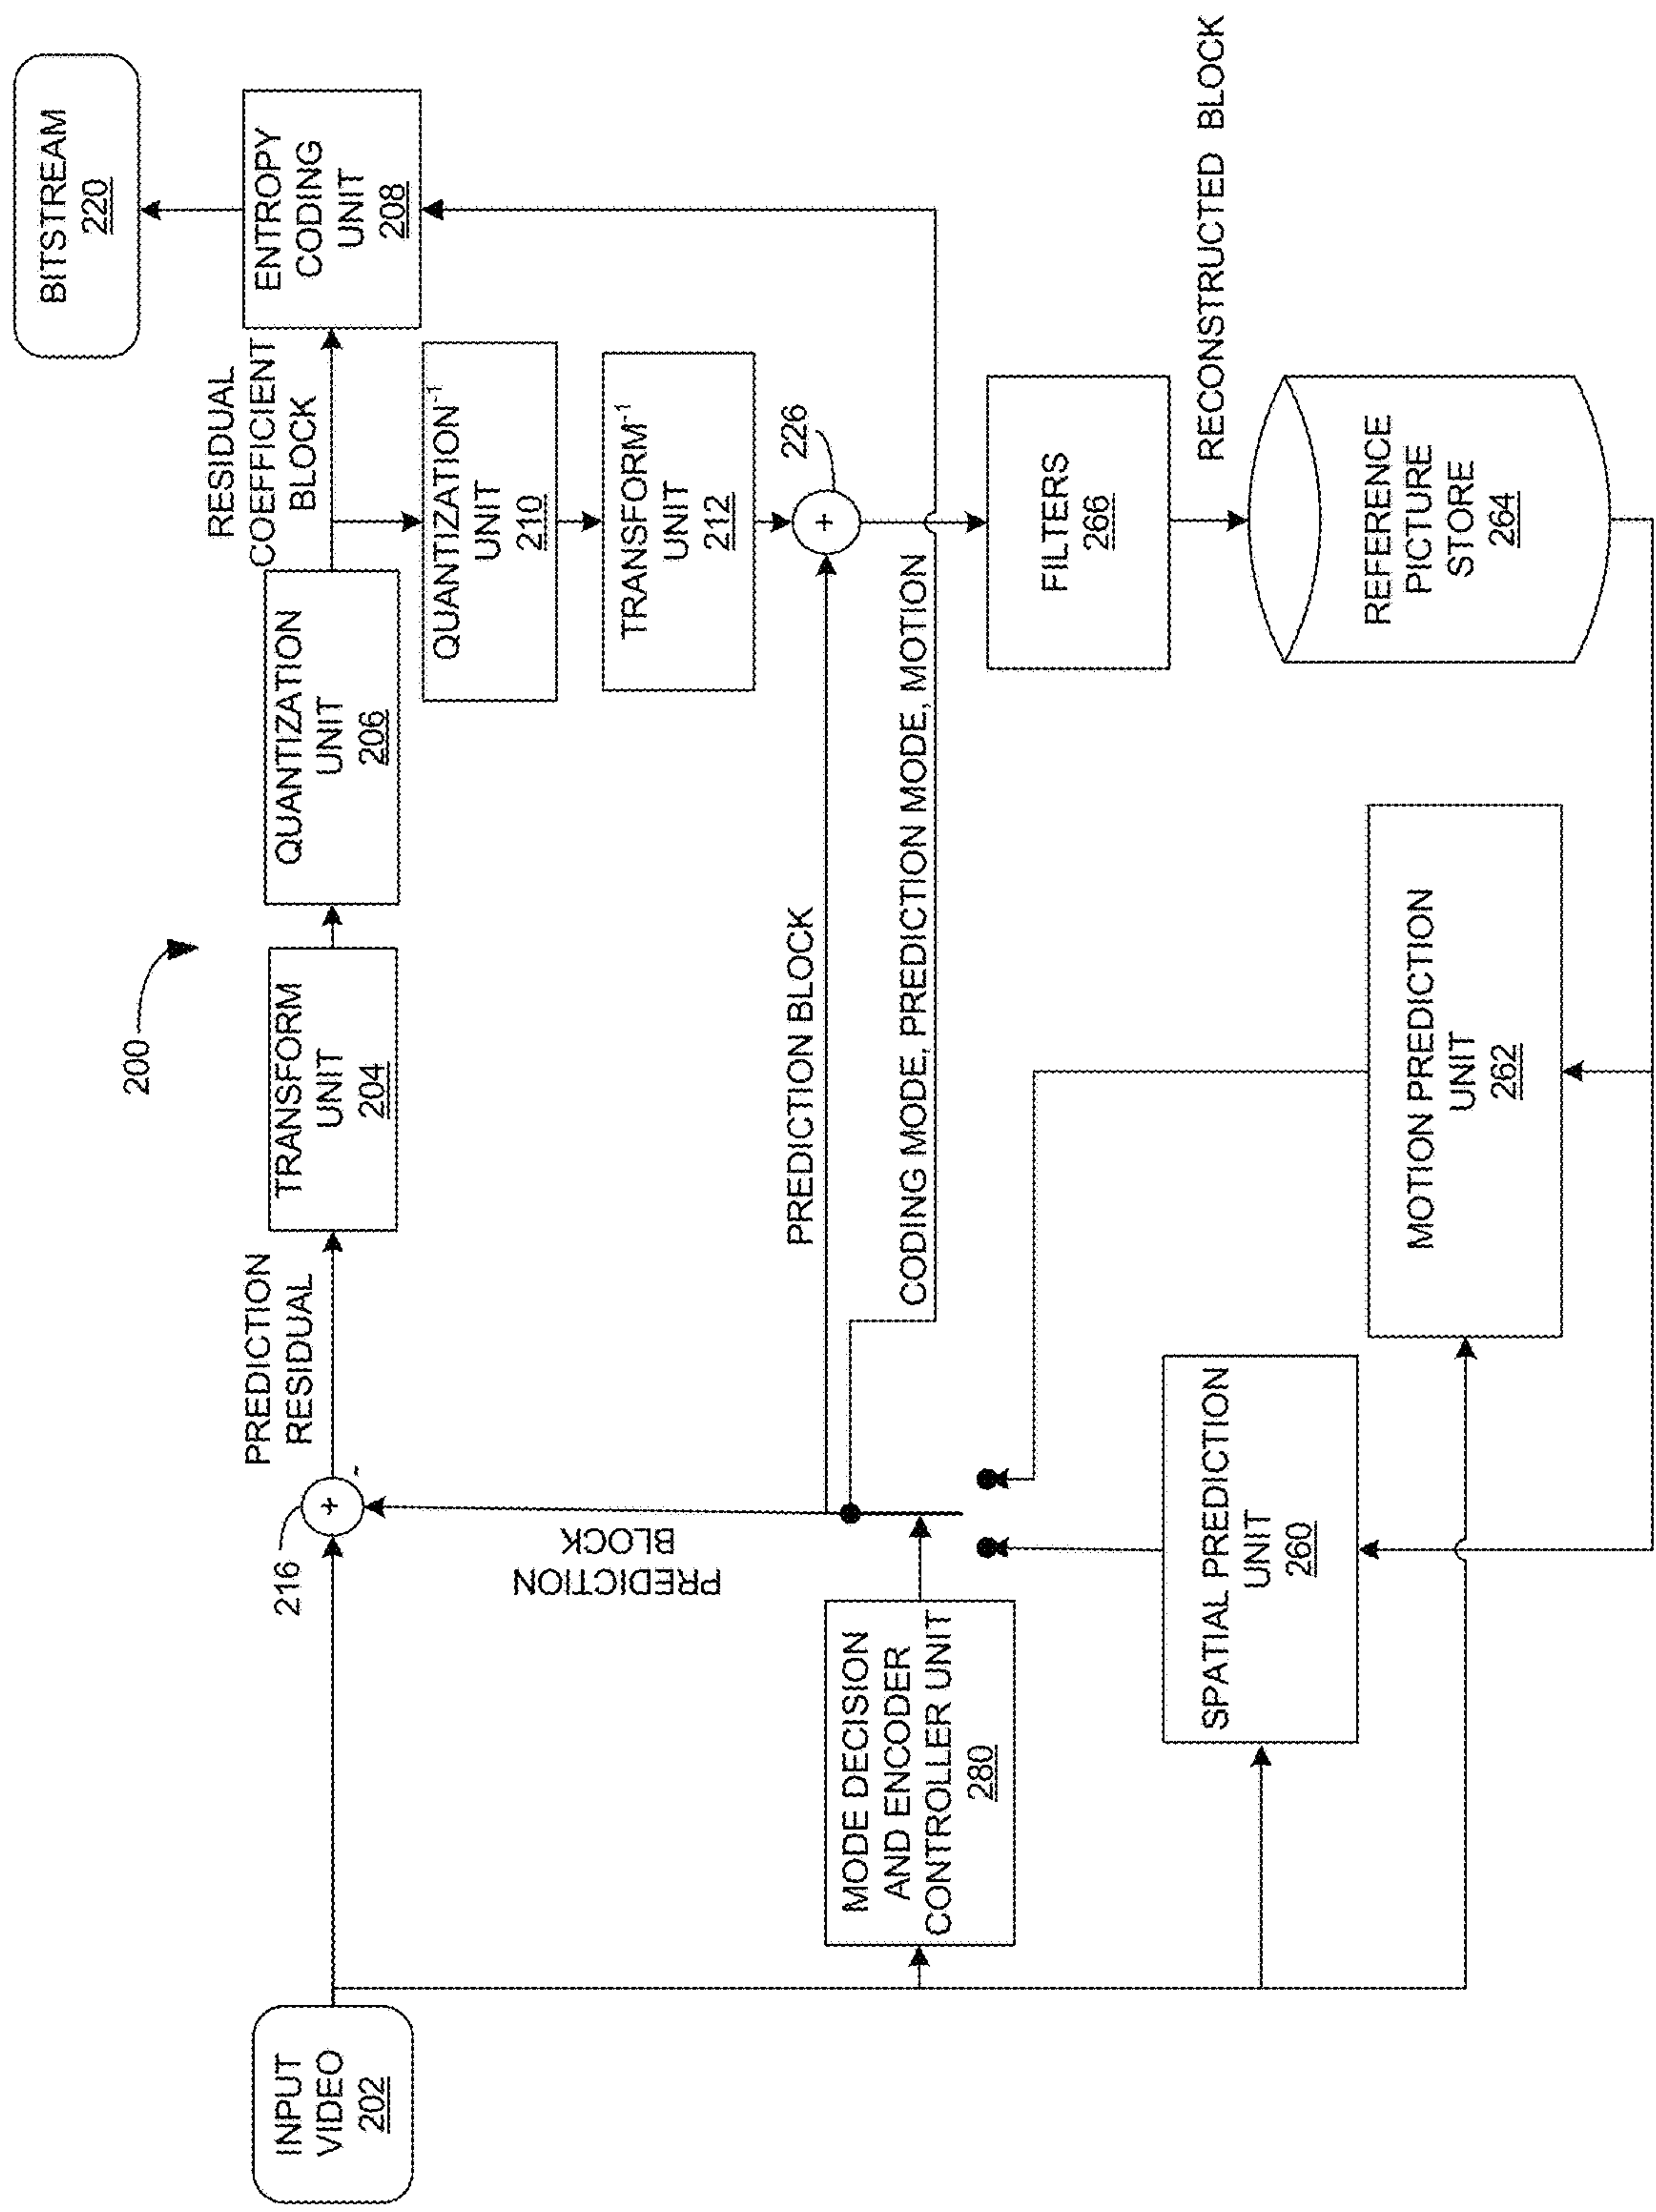 200
INPUT
VIDEO
202
216
+
-
PREDICTION
RESIDUAL
TRANSFORM
UNIT
204
QUANTIZATION
UNIT
206
RESIDUAL
COEFFICIENT
BLOCK
ENTROPY
CODING
UNIT
208
BITSTREAM
220
QUANTIZATION⁻¹
UNIT
210
TRANSFORM⁻¹
UNIT
212
226
+
PREDICTION
BLOCK
PREDICTION BLOCK
CODING MODE, PREDICTION MODE, MOTION
MODE DECISION
AND ENCODER
CONTROLLER UNIT
280
FILTERS
266
RECONSTRUCTED BLOCK
SPATIAL PREDICTION
UNIT
260
MOTION PREDICTION
UNIT
262
REFERENCE
PICTURE
STORE
264